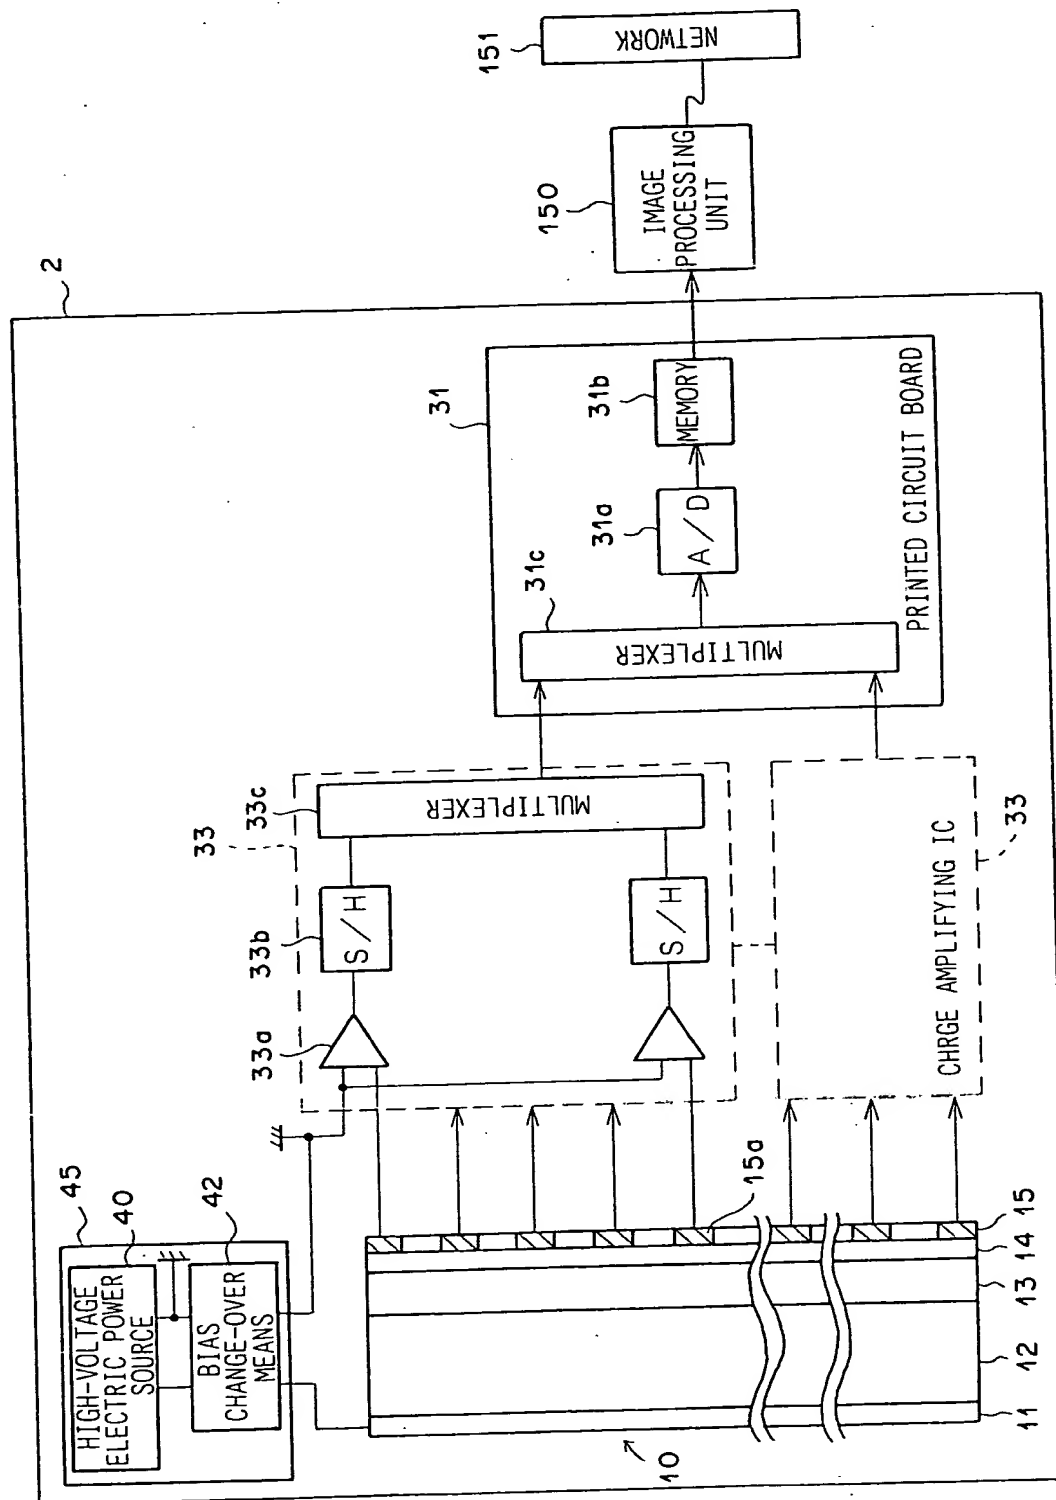 2
45
40
42
HIGH-VOLTAGE
ELECTRIC POWER
SOURCE
BIAS
CHANGE-OVER
MEANS
33
33a
33b
33c
S/H
MULTIPLEXER
S/H
31
31c
31a
31b
MULTIPLEXER
A/D
MEMORY
PRINTED CIRCUIT BOARD
150
IMAGE
PROCESSING
UNIT
151
NETWORK
10
11
12
13
14
15
15a
CHRGE AMPLIFYING IC
33